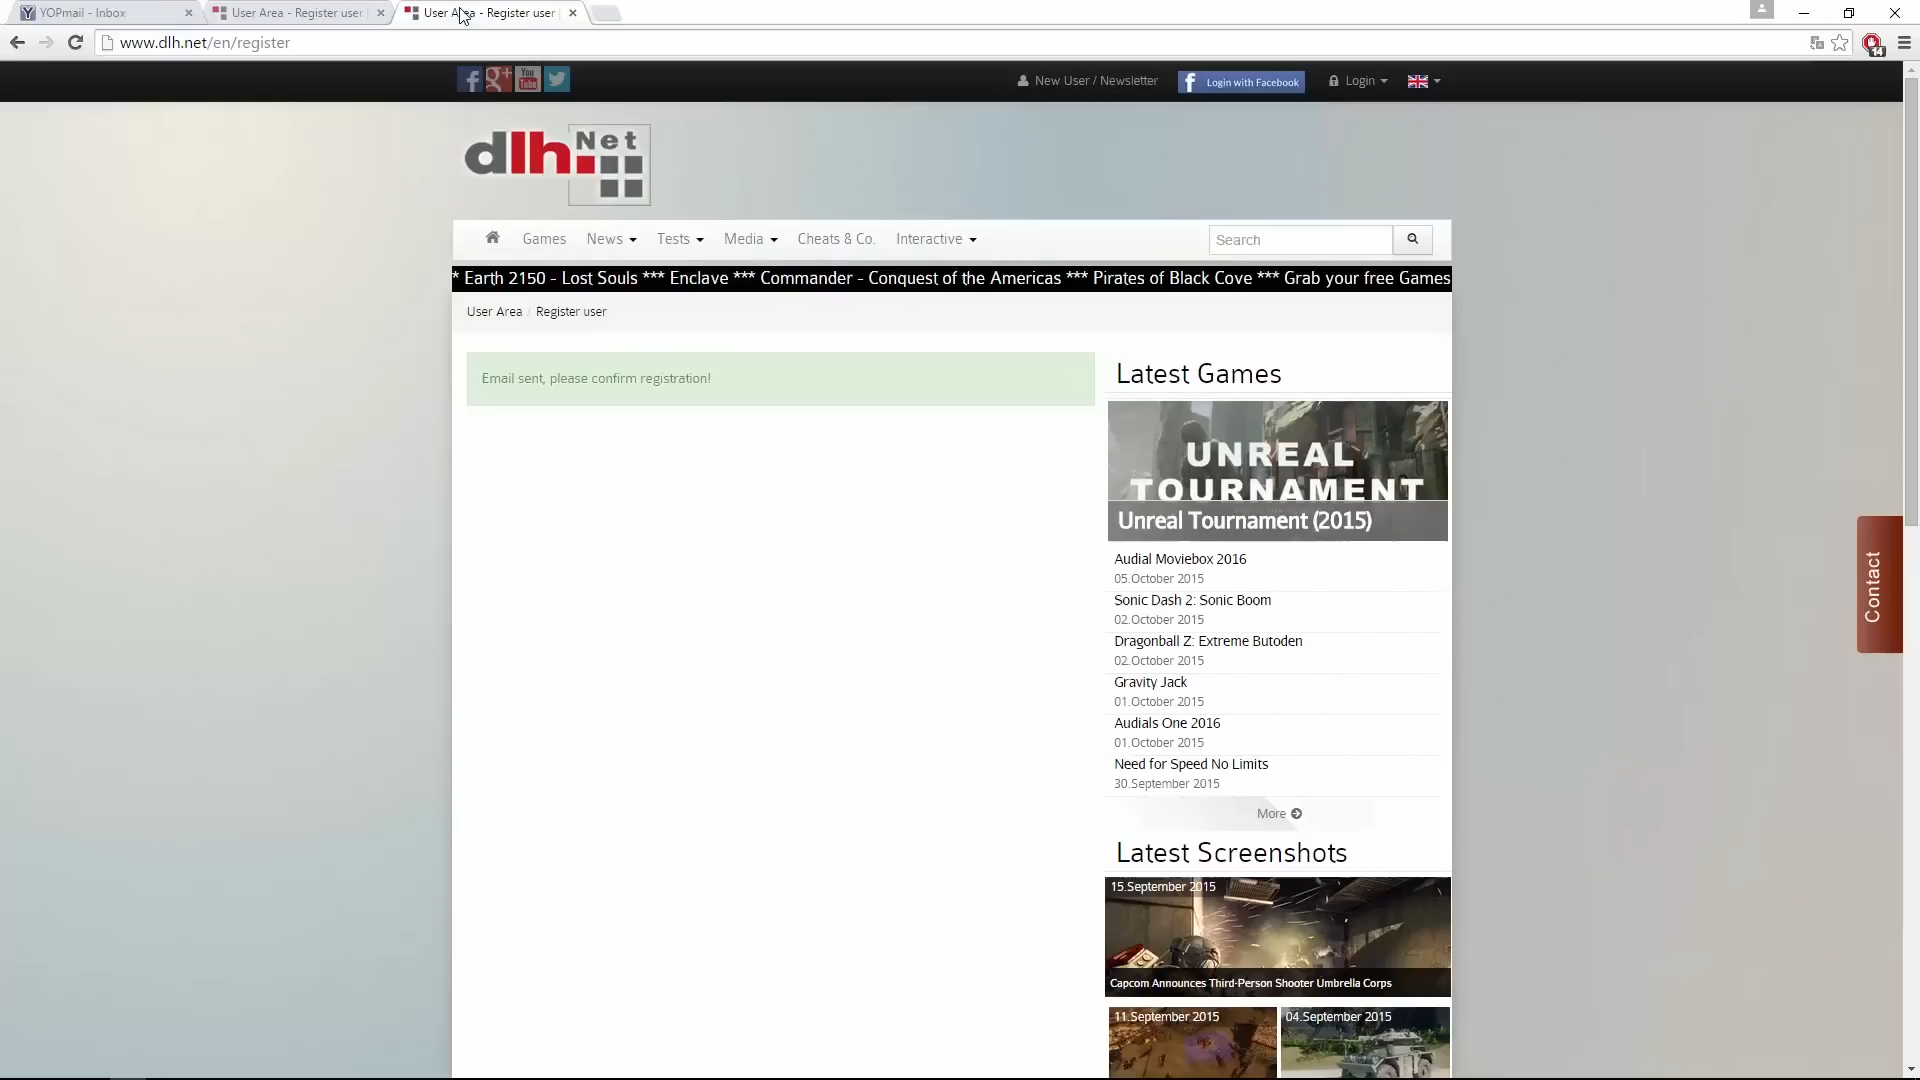 YOPmail - Inbox
User Area - Register user
User Area - Register user
www.dlh.net/en/register
14
New User / Newsletter
Login with Facebook
Login
dlh.Net
Games
News
Tests
Media
Cheats & Co.
Interactive
Search
* Earth 2150 - Lost Souls *** Enclave *** Commander - Conquest of the Americas *** Pirates of Black Cove *** Grab your free Games
User Area / Register user
Email sent, please confirm registration!
Latest Games
UNREAL
TOURNAMENT
Unreal Tournament (2015)
Audial Moviebox 2016
05.October 2015
Sonic Dash 2: Sonic Boom
02.October 2015
Dragonball Z: Extreme Butoden
02.October 2015
Gravity Jack
01.October 2015
Audials One 2016
01.October 2015
Need for Speed No Limits
30.September 2015
More
Latest Screenshots
15.September 2015
Capcom Announces Third-Person Shooter Umbrella Corps
11.September 2015
04.September 2015
Contact